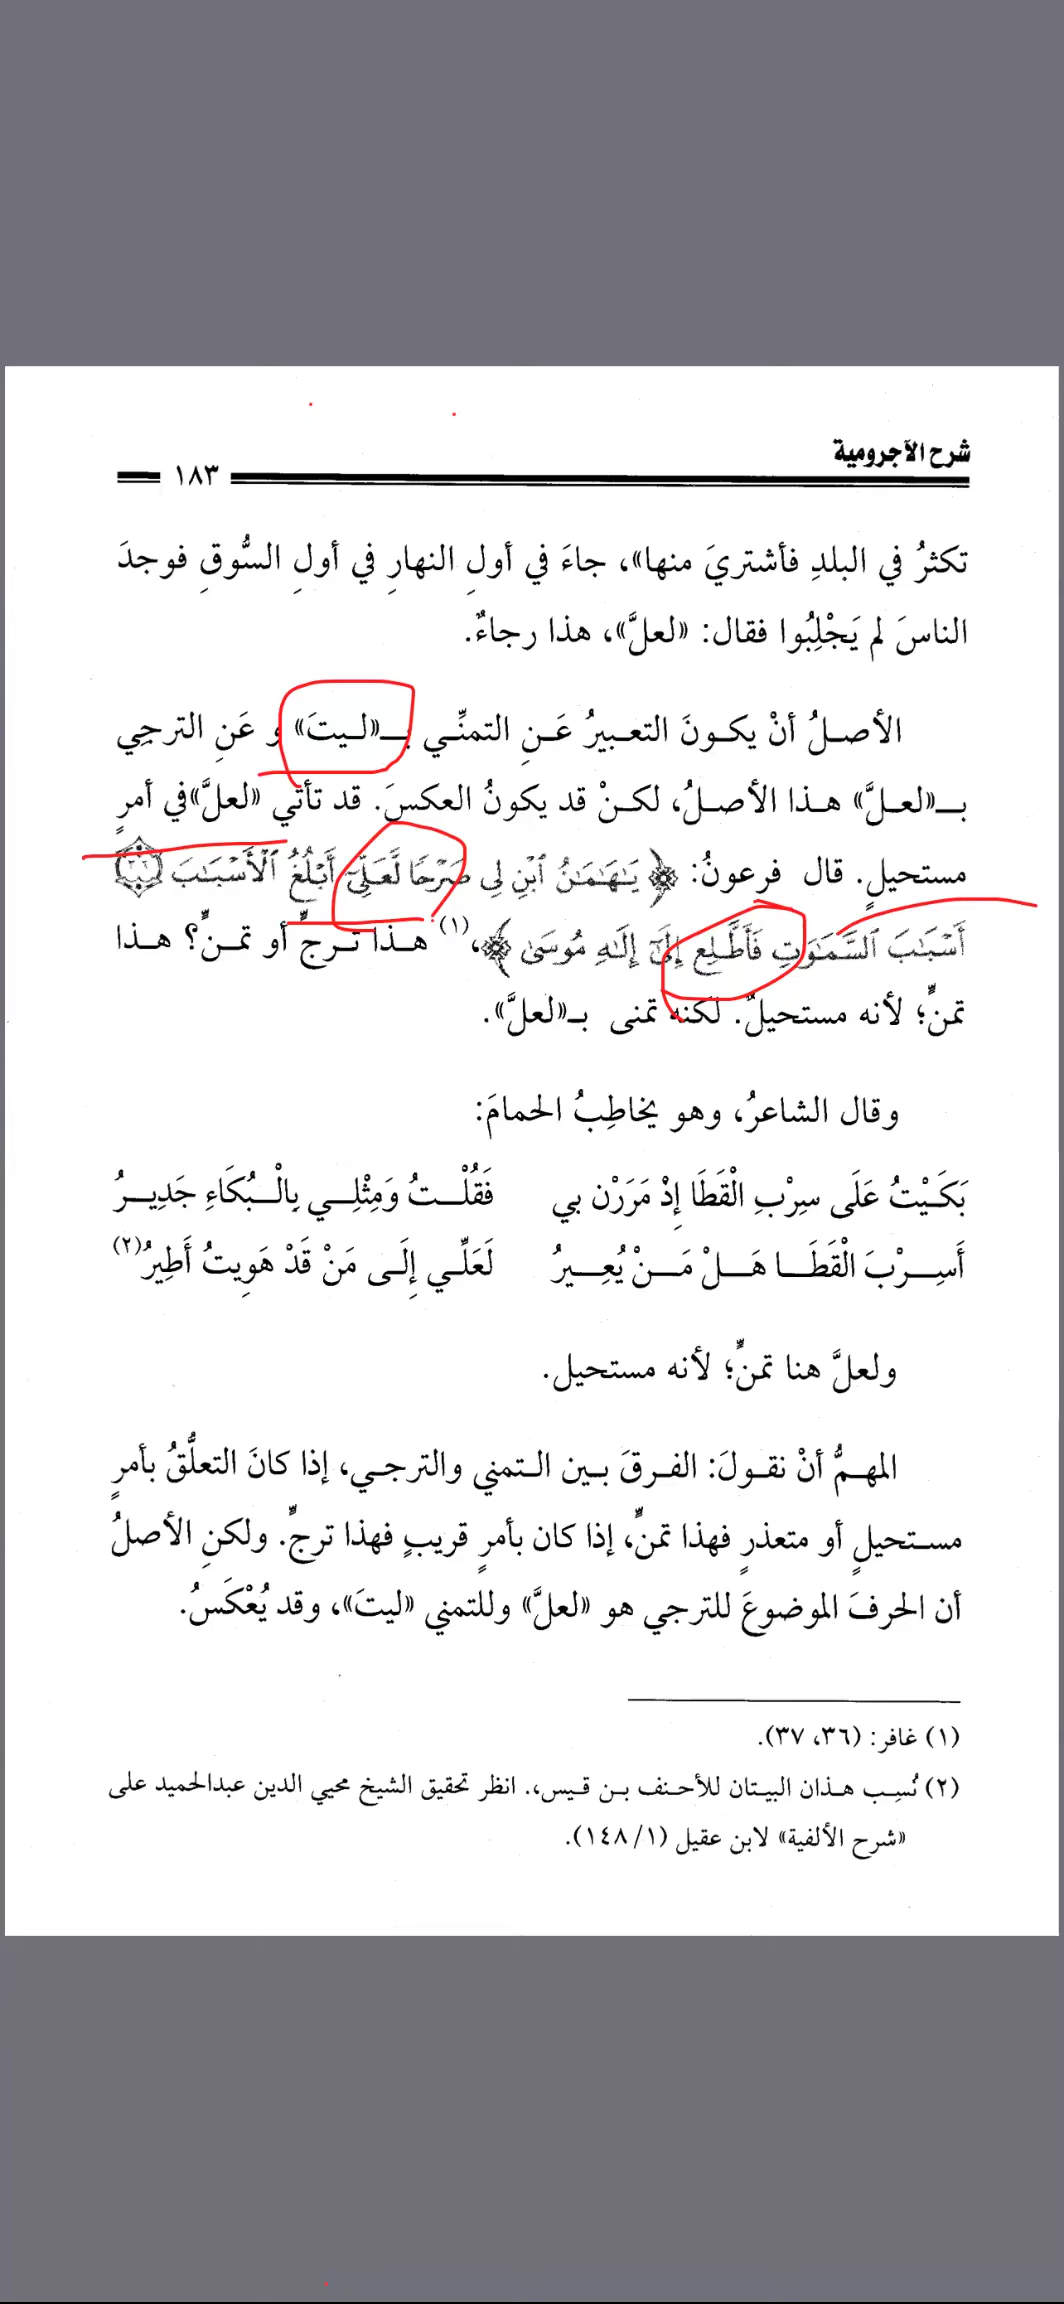 شرح الآجرومية
١٨٣
تكثرُ في البلدِ فأشتريَ منها»، جاءَ في أولِ النهارِ في أولِ السُّوقِ فوجدَ
الناسَ لم يَجْلِبُوا فقال: «لعلَّ»، هذا رجاءٌ.
الأصلُ أنْ يكونَ التعبيرُ عَنِ التمنِّي بـ«ليتَ» و عَنِ الترجِي
بـ«لعلَّ» هذا الأصلُ، لكنْ قد يكونُ العكسَ. قد تأتي «لعلَّ»في أمرٍ
مستحيلٍ. قال فرعونُ: ﴿ يَٰهَٰمَٰنُ ٱبْنِ لِى صَرْحًا لَّعَلِّىٓ أَبْلُغُ ٱلْأَسْبَٰبَ ٣٦
أَسْبَٰبَ ٱلسَّمَٰوَٰتِ فَأَطَّلِعَ إِلَىٰٓ إِلَٰهِ مُوسَىٰ ﴾،(١) هذا ترجٍّ أو تمنٍّ؟ هذا
تمنٍّ؛ لأنه مستحيلٌ. لكنه تمنى بـ«لعلَّ».
وقال الشاعرُ، وهو يخاطِبُ الحمامَ:
بَكَيْتُ عَلَى سِرْبِ الْقَطَا إِذْ مَرَرْن بي فَقُلْتُ وَمِثْلِي بِالْبُكَاءِ جَدِيرُ
أَسِرْبَ الْقَطَا هَلْ مَنْ يُعِيرُ لَعَلِّي إِلَى مَنْ قَدْ هَوِيتُ أَطِيرُ(٢)
ولعلَّ هنا تمنٍّ؛ لأنه مستحيل.
المهمُّ أنْ نقولَ: الفرقَ بين التمني والترجي، إذا كانَ التعلُّقُ بأمرٍ
مستحيلٍ أو متعذرٍ فهذا تمنٍّ، إذا كان بأمرٍ قريبٍ فهذا ترجٍّ. ولكنِ الأصلُ
أن الحرفَ الموضوعَ للترجي هو «لعلَّ» وللتمني «ليتَ»، وقد يُعْكَسُ.
(١) غافر: (٣٦، ٣٧).
(٢) نُسِب هذان البيتان للأحنف بن قيس،. انظر تحقيق الشيخ محيي الدين عبدالحميد على
«شرح الألفية» لابن عقيل (١/ ١٤٨).